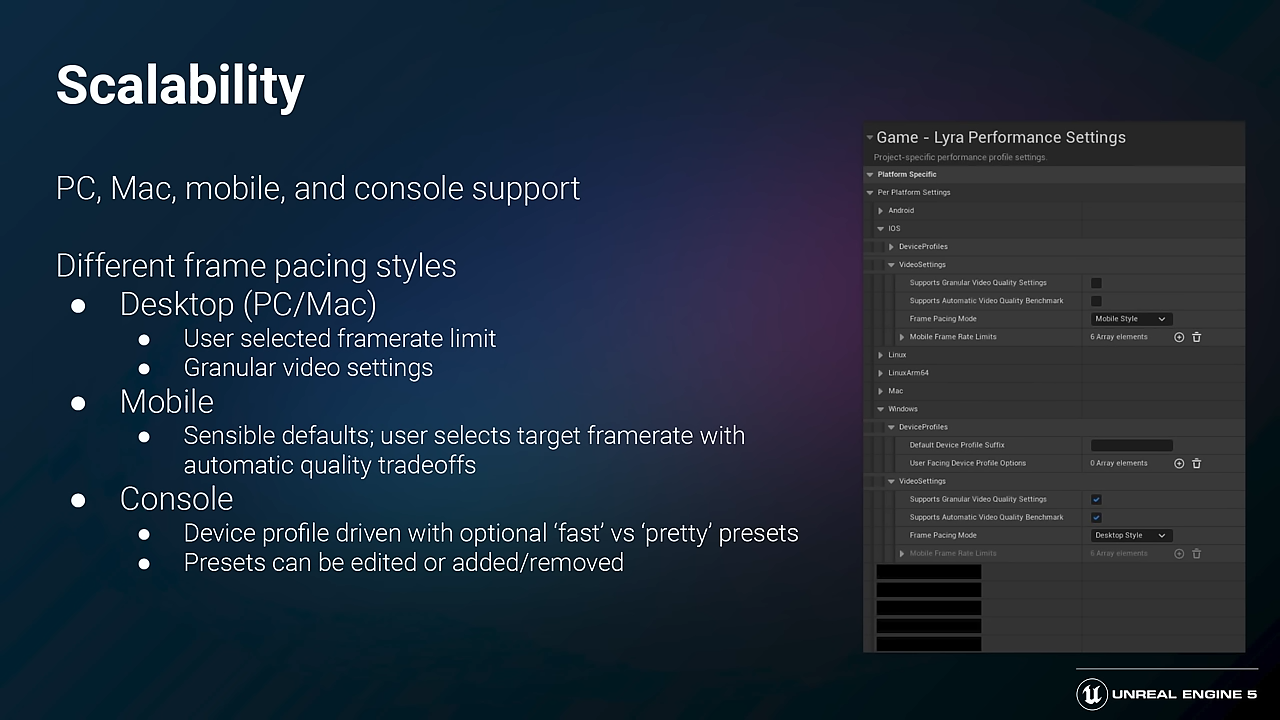 Scalability
PC, Mac, mobile, and console support
Different frame pacing styles
● Desktop (PC/Mac)
● User selected framerate limit
● Granular video settings
● Mobile
● Sensible defaults; user selects target framerate with
automatic quality tradeoffs
● Console
● Device profile driven with optional ‘fast’ vs ‘pretty’ presets
● Presets can be edited or added/removed
Game - Lyra Performance Settings
Project-specific performance profile settings.
Platform Specific
Per Platform Settings
Android
IOS
DeviceProfiles
VideoSettings
Supports Granular Video Quality Settings
Supports Automatic Video Quality Benchmark
Frame Pacing Mode Mobile Style
Mobile Frame Rate Limits 6 Array elements
Linux
LinuxArm64
Mac
Windows
DeviceProfiles
Default Device Profile Suffix
User Facing Device Profile Options 0 Array elements
VideoSettings
Supports Granular Video Quality Settings
Supports Automatic Video Quality Benchmark
Frame Pacing Mode Desktop Style
Mobile Frame Rate Limits 6 Array elements
UNREAL ENGINE 5